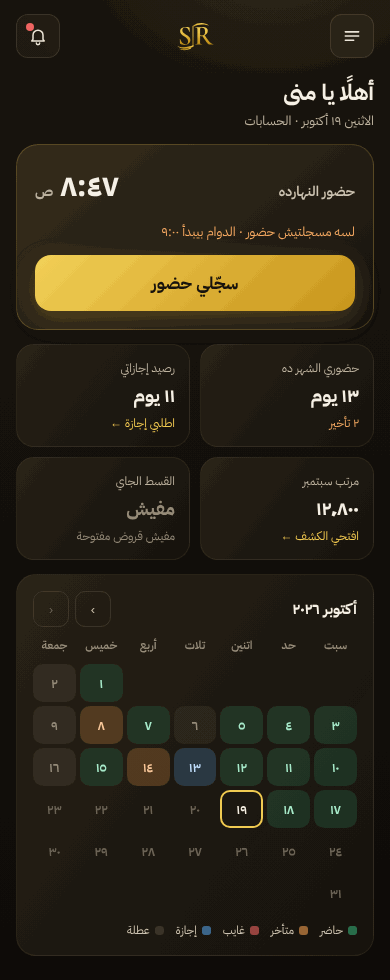 SR
أهلًا يا منى
الاثنين ١٩ أكتوبر · الحسابات
حضور النهارده
٨:٤٧ ص
لسه مسجلتيش حضور · الدوام بيبدأ ٩:٠٠
سجّلي حضور
حضوري الشهر ده
١٣ يوم
٢ تأخير
رصيد إجازاتي
١١ يوم
اطلبي إجازة ←
مرتب سبتمبر
١٢٬٨٠٠
افتحي الكشف ←
القسط الجاي
مفيش
مفيش قروض مفتوحة
أكتوبر ٢٠٢٦
سبت حد اتنين تلات أربع خميس جمعة
١ ٢
٣ ٤ ٥ ٦ ٧ ٨ ٩
١٠ ١١ ١٢ ١٣ ١٤ ١٥ ١٦
١٧ ١٨ ١٩ ٢٠ ٢١ ٢٢ ٢٣
٢٤ ٢٥ ٢٦ ٢٧ ٢٨ ٢٩ ٣٠
٣١
حاضر متأخر غايب إجازة عطلة